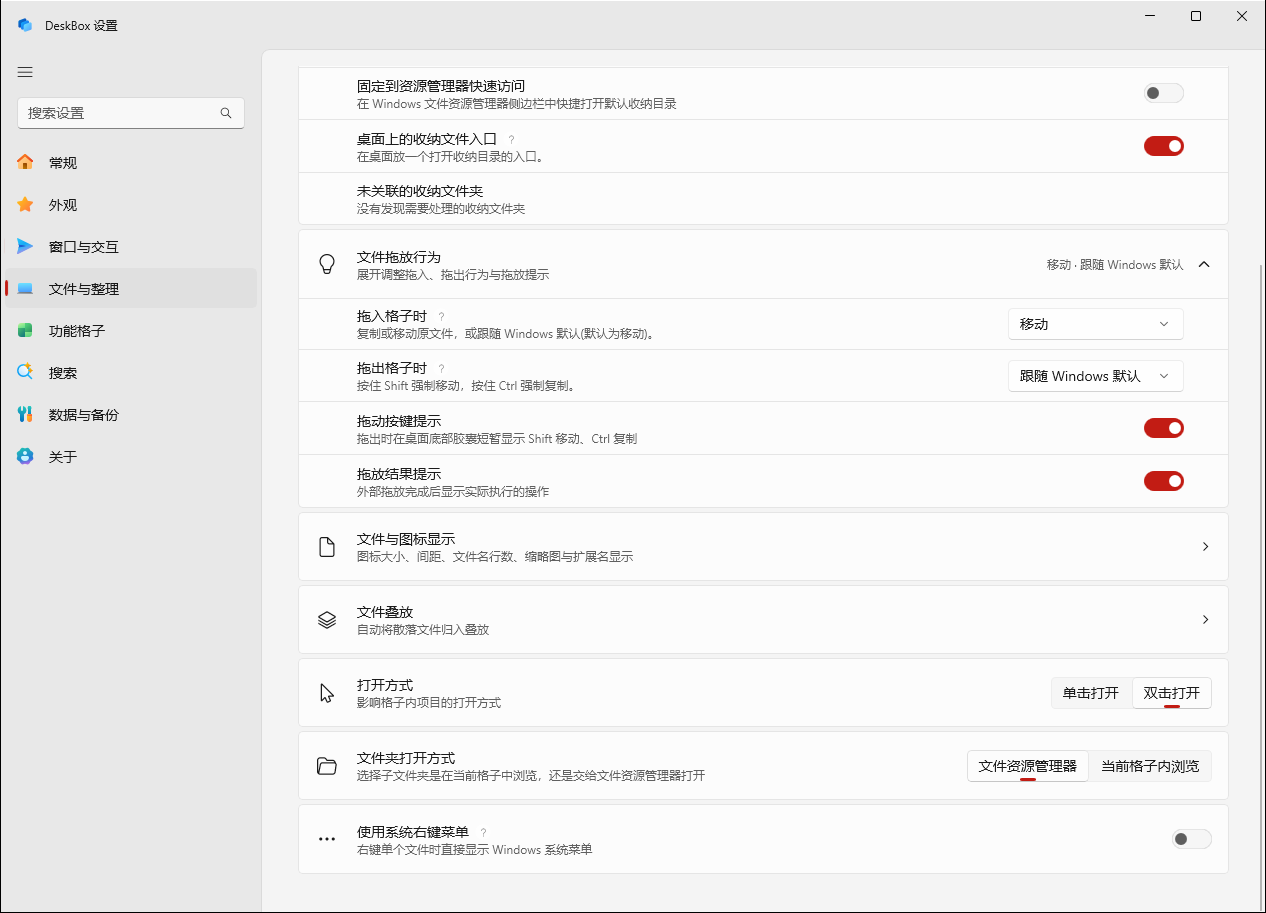 DeskBox 设置
搜索设置
常规
外观
窗口与交互
文件与整理
功能格子
搜索
数据与备份
关于
固定到资源管理器快速访问
在 Windows 文件资源管理器侧边栏中快捷打开默认收纳目录
桌面上的收纳文件入口 ?
在桌面放一个打开收纳目录的入口。
未关联的收纳文件夹
没有发现需要处理的收纳文件夹
文件拖放行为
展开调整拖入、拖出行为与拖放提示
移动 · 跟随 Windows 默认
拖入格子时 ?
复制或移动原文件，或跟随 Windows 默认(默认为移动)。
移动
拖出格子时 ?
按住 Shift 强制移动，按住 Ctrl 强制复制。
跟随 Windows 默认
拖动按键提示
拖出时在桌面底部胶囊短暂显示 Shift 移动、Ctrl 复制
拖放结果提示
外部拖放完成后显示实际执行的操作
文件与图标显示
图标大小、间距、文件名行数、缩略图与扩展名显示
文件叠放
自动将散落文件归入叠放
打开方式
影响格子内项目的打开方式
单击打开 双击打开
文件夹打开方式
选择子文件夹是在当前格子中浏览，还是交给文件资源管理器打开
文件资源管理器 当前格子内浏览
使用系统右键菜单 ?
右键单个文件时直接显示 Windows 系统菜单